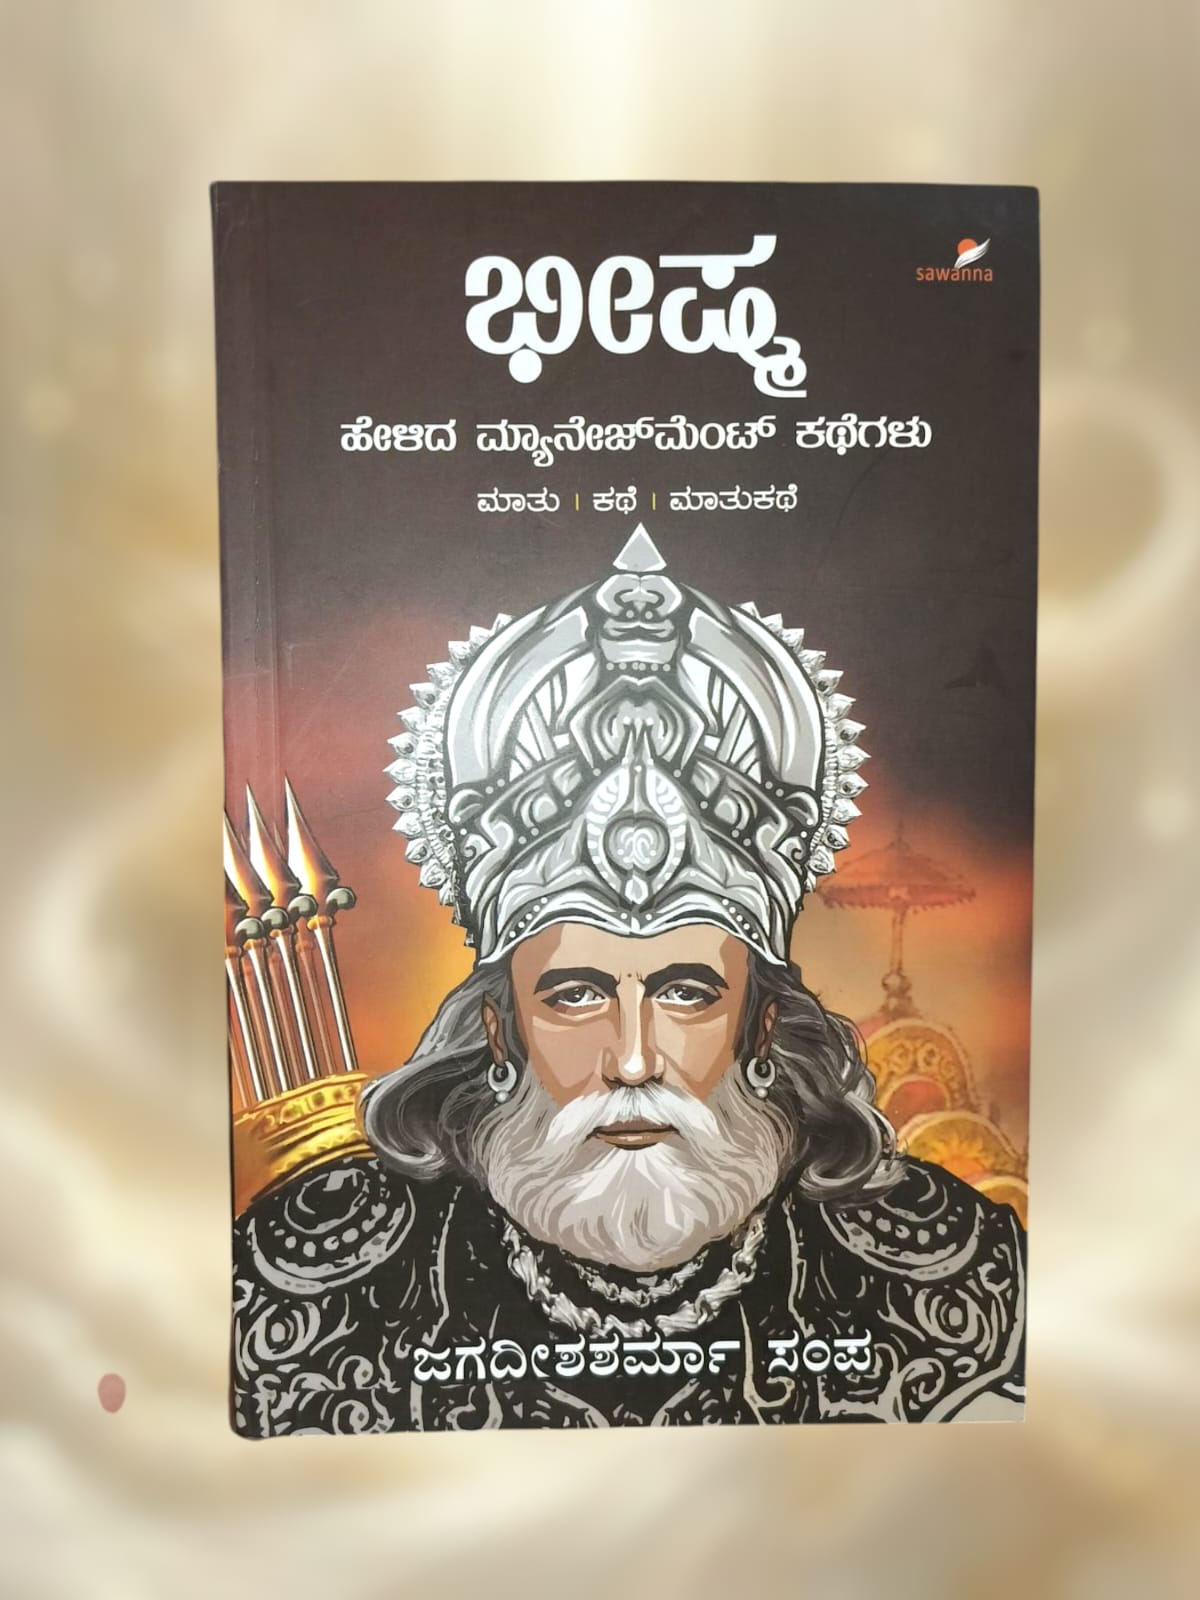 ಭೀಷ್ಮ
sawanna
ಹೇಳಿದ ಮ್ಯಾನೇಜ್‌ಮೆಂಟ್ ಕಥೆಗಳು
ಮಾತು | ಕಥೆ | ಮಾತುಕಥೆ
ಜಗದೀಶಶರ್ಮಾ ಸಂಪ